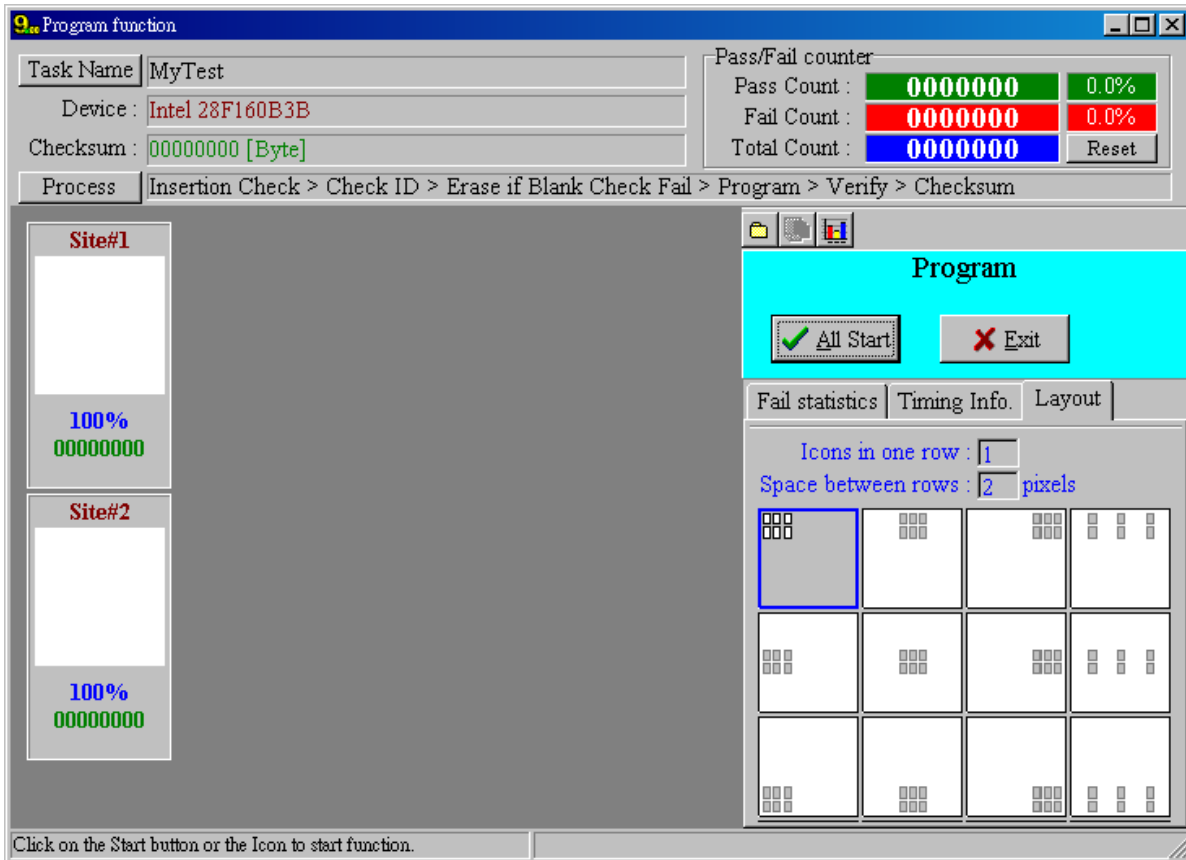 Program function
Task Name MyTest
Device : Intel 28F160B3B
Checksum : 00000000 [Byte]
Process Insertion Check > Check ID > Erase if Blank Check Fail > Program > Verify > Checksum
Pass/Fail counter
Pass Count : 0000000 0.0%
Fail Count : 0000000 0.0%
Total Count : 0000000 Reset
Site#1
100%
00000000
Site#2
100%
00000000
Program
All Start Exit
Fail statistics Timing Info. Layout
Icons in one row : 1
Space between rows : 2 pixels
Click on the Start button or the Icon to start function.